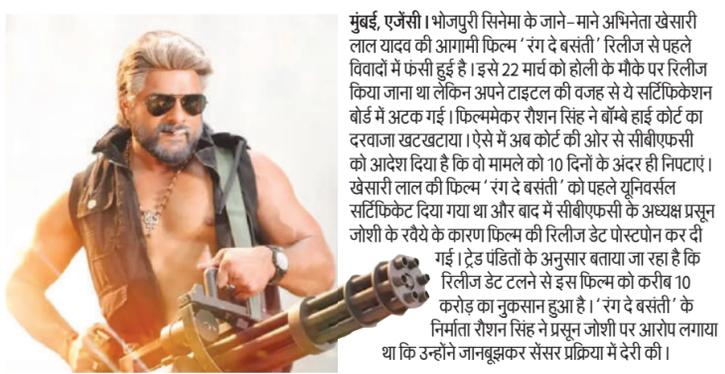 मुंबई, एजेंसी। भोजपुरी सिनेमा के जाने-माने अभिनेता खेसारी
लाल यादव की आगामी फिल्म ‘रंग दे बसंती’ रिलीज से पहले
विवादों में फंसी हुई है। इसे 22 मार्च को होली के मौके पर रिलीज
किया जाना था लेकिन अपने टाइटल की वजह से ये सर्टिफिकेशन
बोर्ड में अटक गई। फिल्ममेकर रौशन सिंह ने बॉम्बे हाई कोर्ट का
दरवाजा खटखटाया। ऐसे में अब कोर्ट की ओर से सीबीएफसी
को आदेश दिया है कि वो मामले को 10 दिनों के अंदर ही निपटाएं।
खेसारी लाल की फिल्म ‘रंग दे बसंती’ को पहले यूनिवर्सल
सर्टिफिकेट दिया गया था और बाद में सीबीएफसी के अध्यक्ष प्रसून
जोशी के रवैये के कारण फिल्म की रिलीज डेट पोस्टपोन कर दी
गई। ट्रेड पंडितों के अनुसार बताया जा रहा है कि
रिलीज डेट टलने से इस फिल्म को करीब 10
करोड़ का नुकसान हुआ है। ‘रंग दे बसंती’ के
निर्माता रौशन सिंह ने प्रसून जोशी पर आरोप लगाया
था कि उन्होंने जानबूझकर सेंसर प्रक्रिया में देरी की।